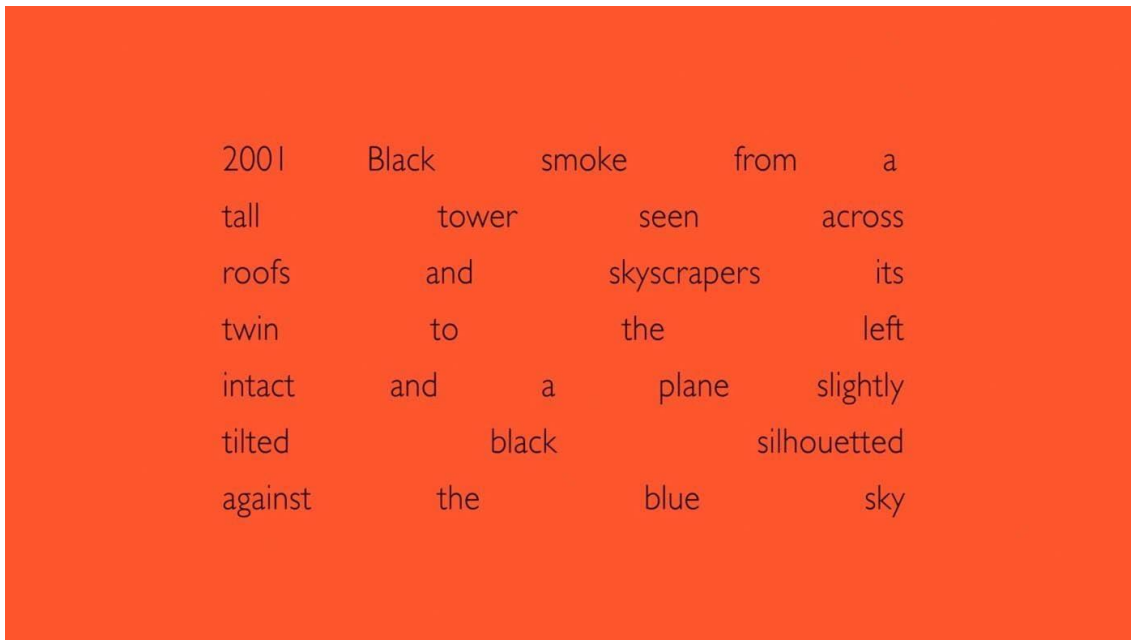 2001 Black smoke from a
tall tower seen across
roofs and skyscrapers its
twin to the left
intact and a plane slightly
tilted black silhouetted
against the blue sky